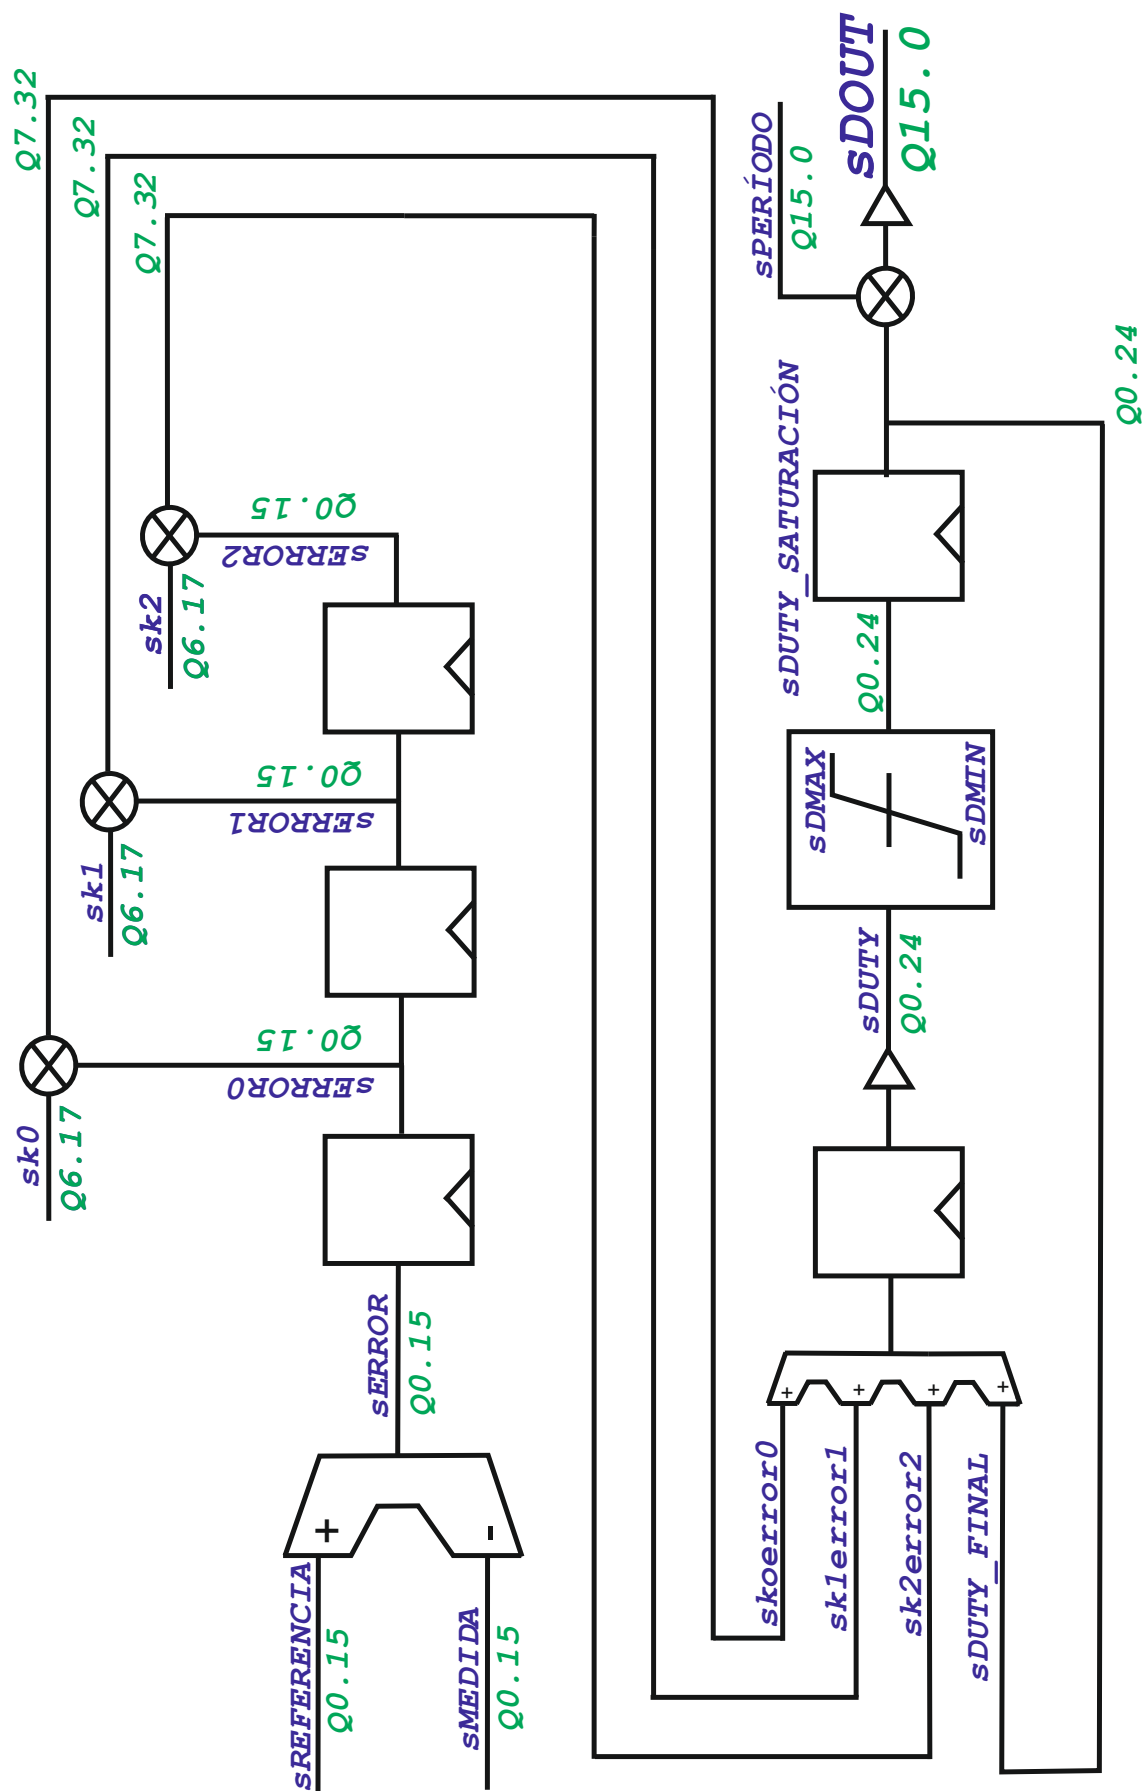 sREFERENCIA
Q0.15
sMEDIDA
Q0.15
+
-
sERROR
Q0.15
sk0
Q6.17
sERROR0
Q0.15
sk1
Q6.17
sERROR1
Q0.15
sk2
Q6.17
sERROR2
Q0.15
Q7.32
Q7.32
Q7.32
skoerror0
sk1error1
sk2error2
sDUTY_FINAL
+
+
+
+
sDUTY
Q0.24
sDMAX
sDMIN
Q0.24
sDUTY_SATURACIÓN
Q0.24
sPERÍODO
Q15.0
sDOUT
Q15.0